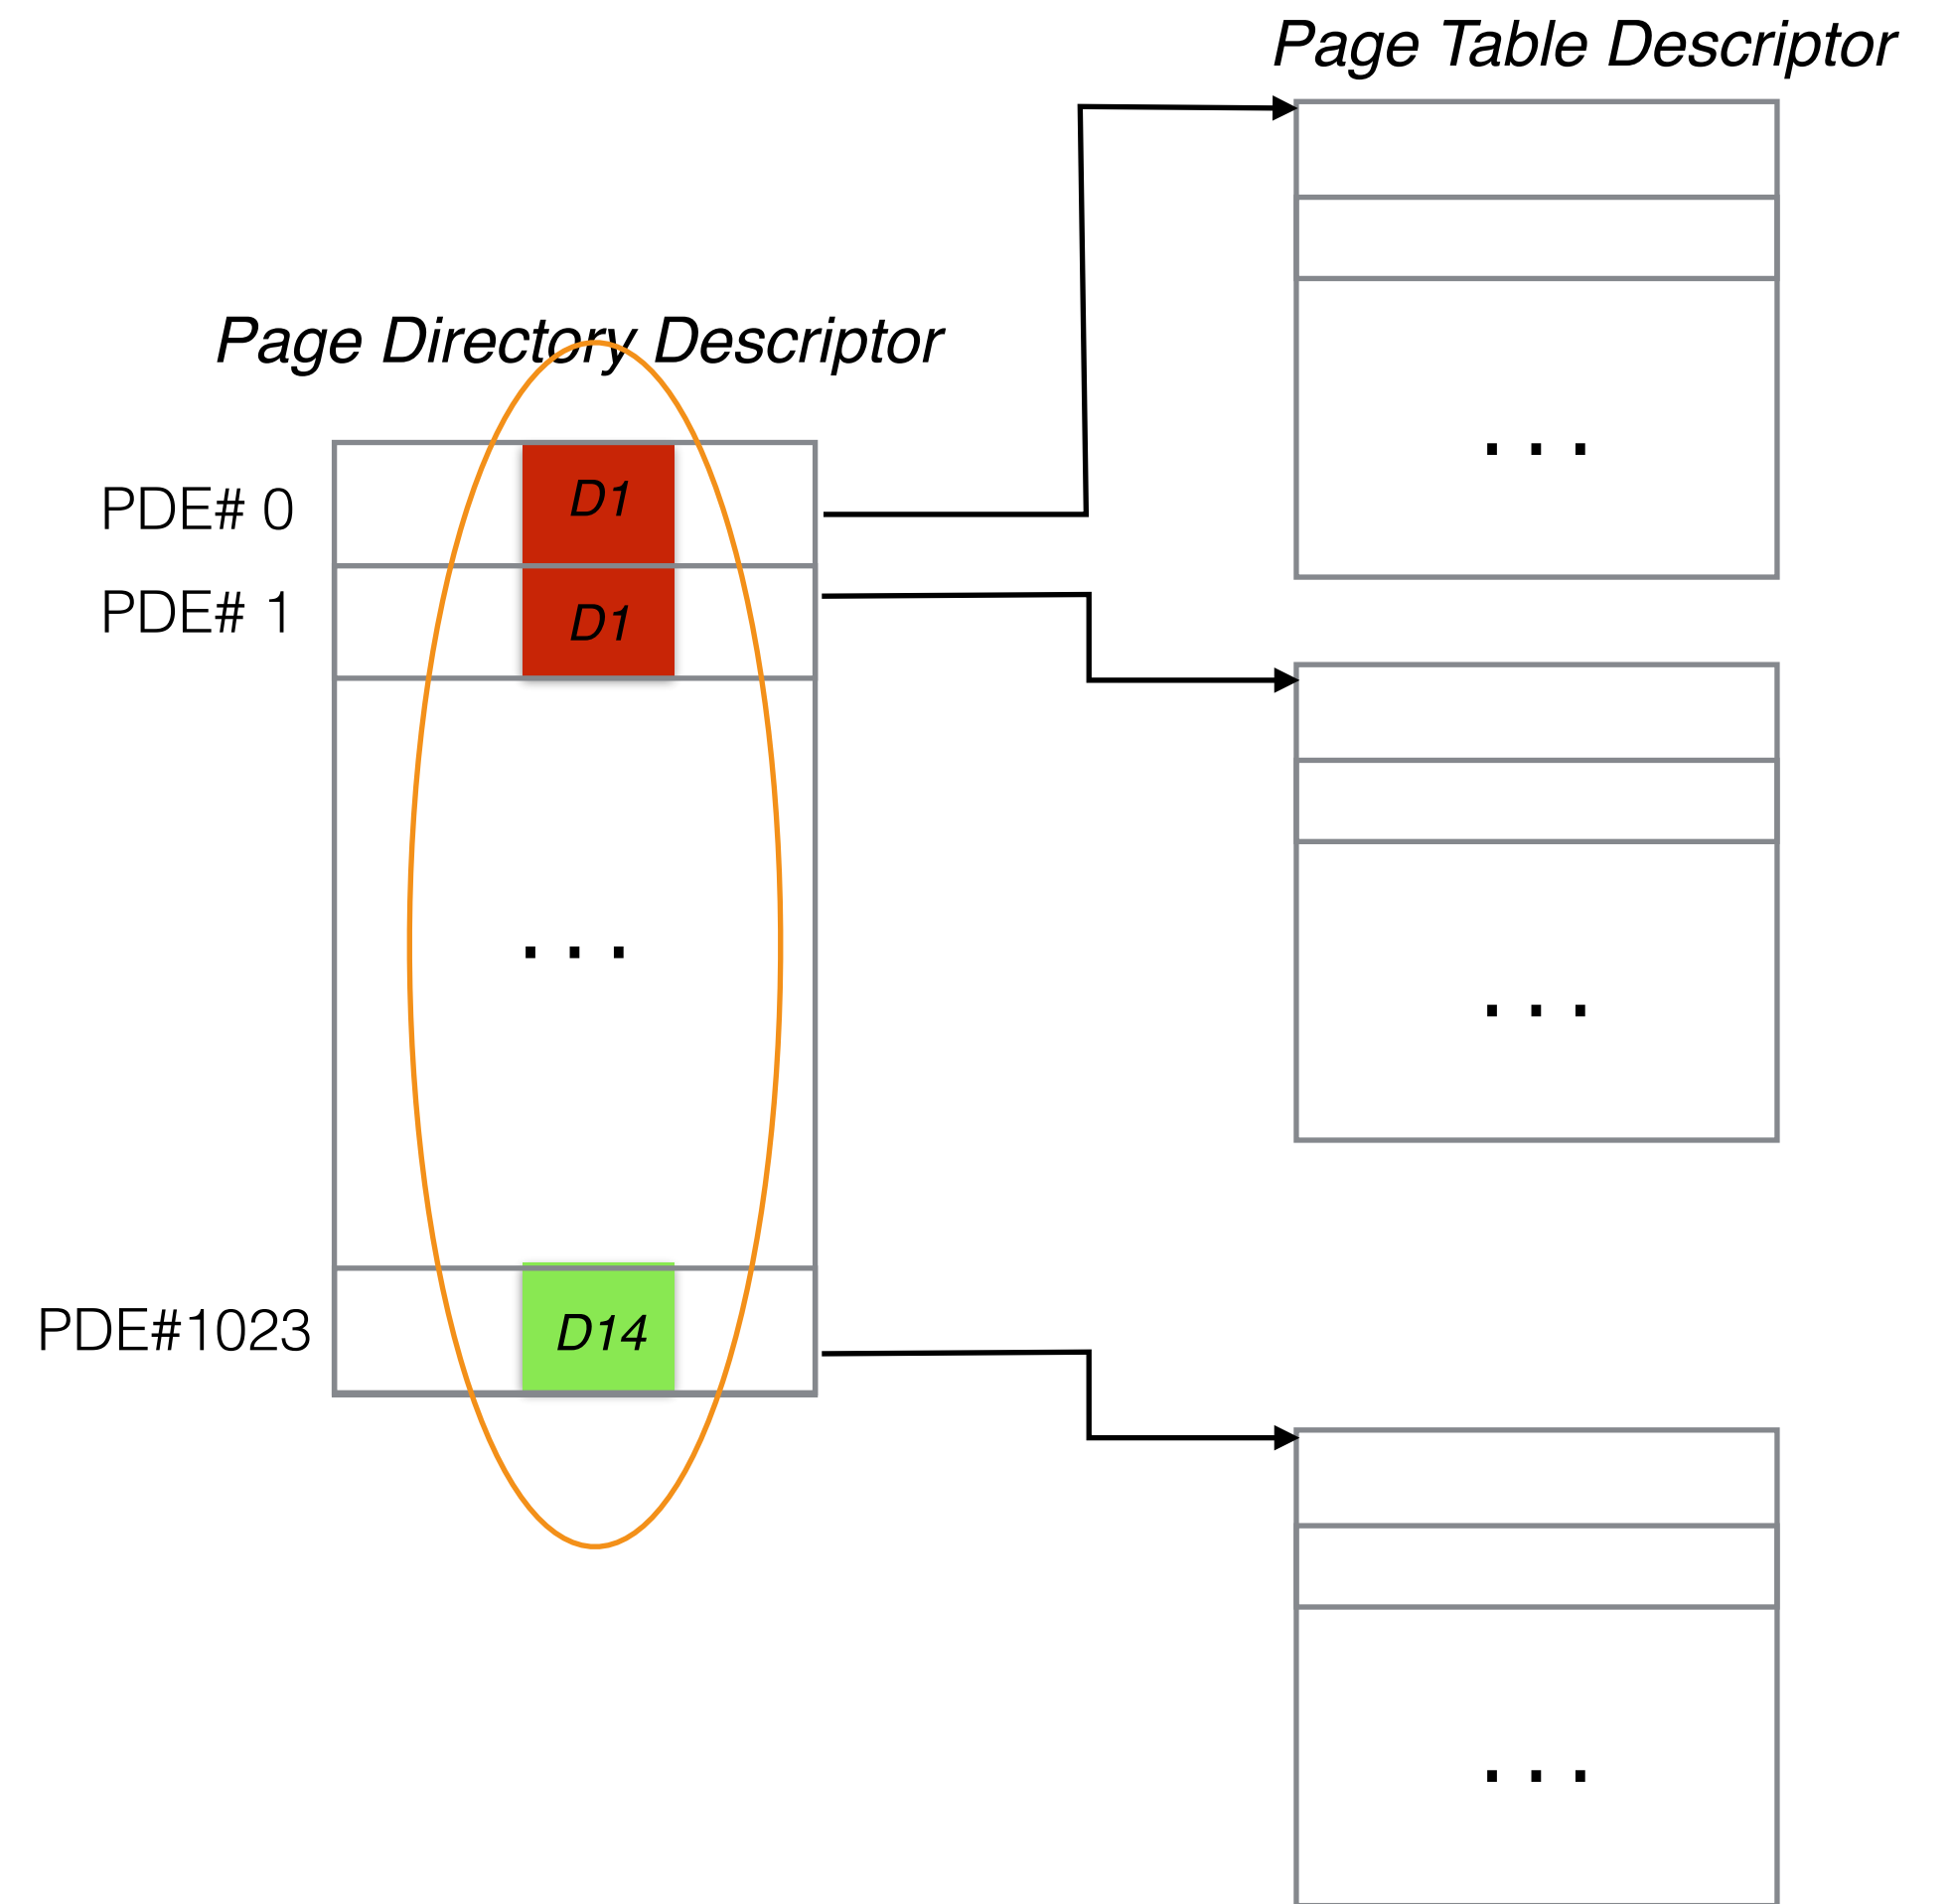 Page Table Descriptor
. . .
Page Directory Descriptor
PDE# 0
D1
PDE# 1
D1
. . .
. . .
PDE#1023
D14
. . .